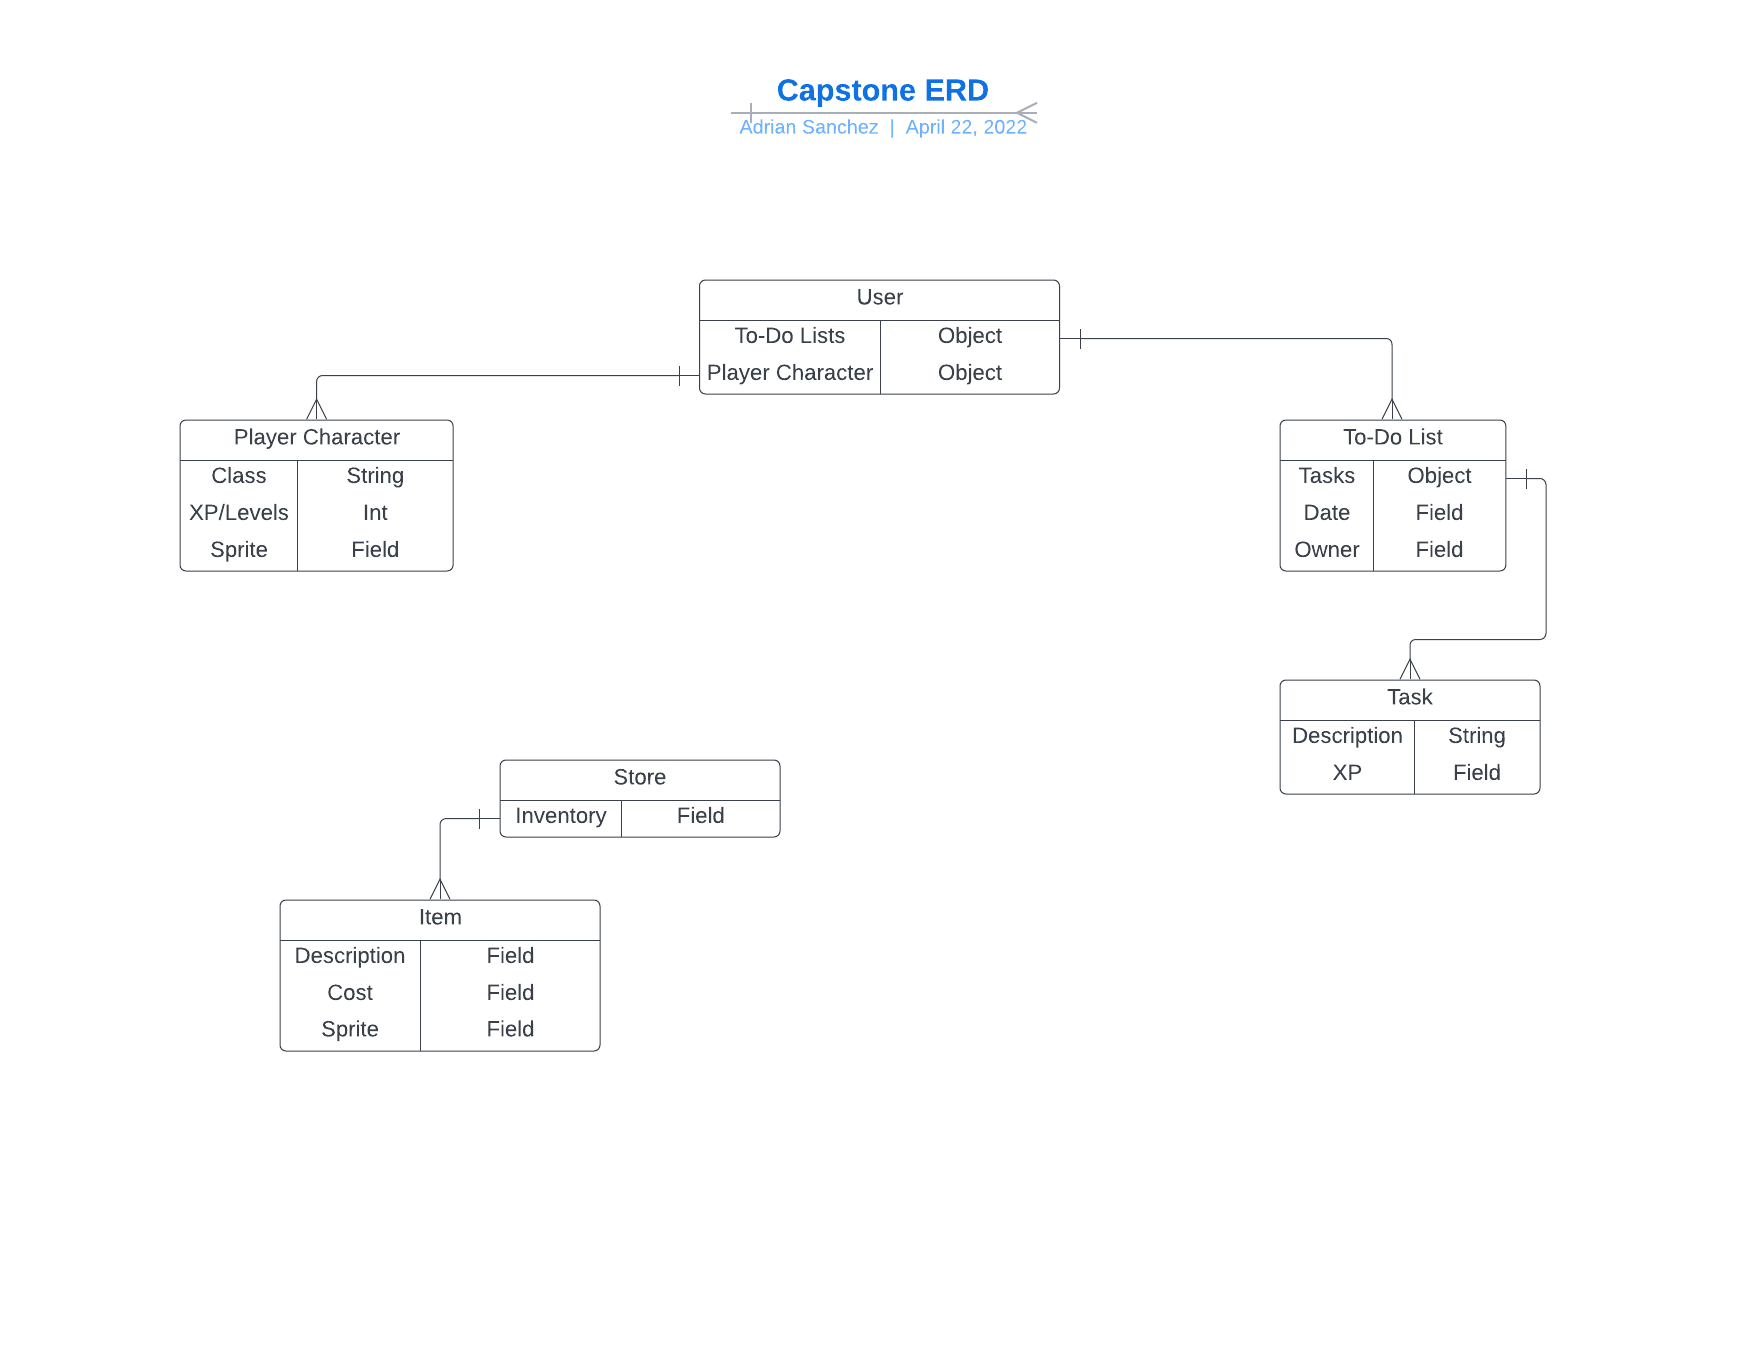 Capstone ERD
Adrian Sanchez | April 22, 2022
User
To-Do Lists Object
Player Character Object
Player Character
Class String
XP/Levels Int
Sprite Field
To-Do List
Tasks Object
Date Field
Owner Field
Task
Description String
XP Field
Store
Inventory Field
Item
Description Field
Cost Field
Sprite Field